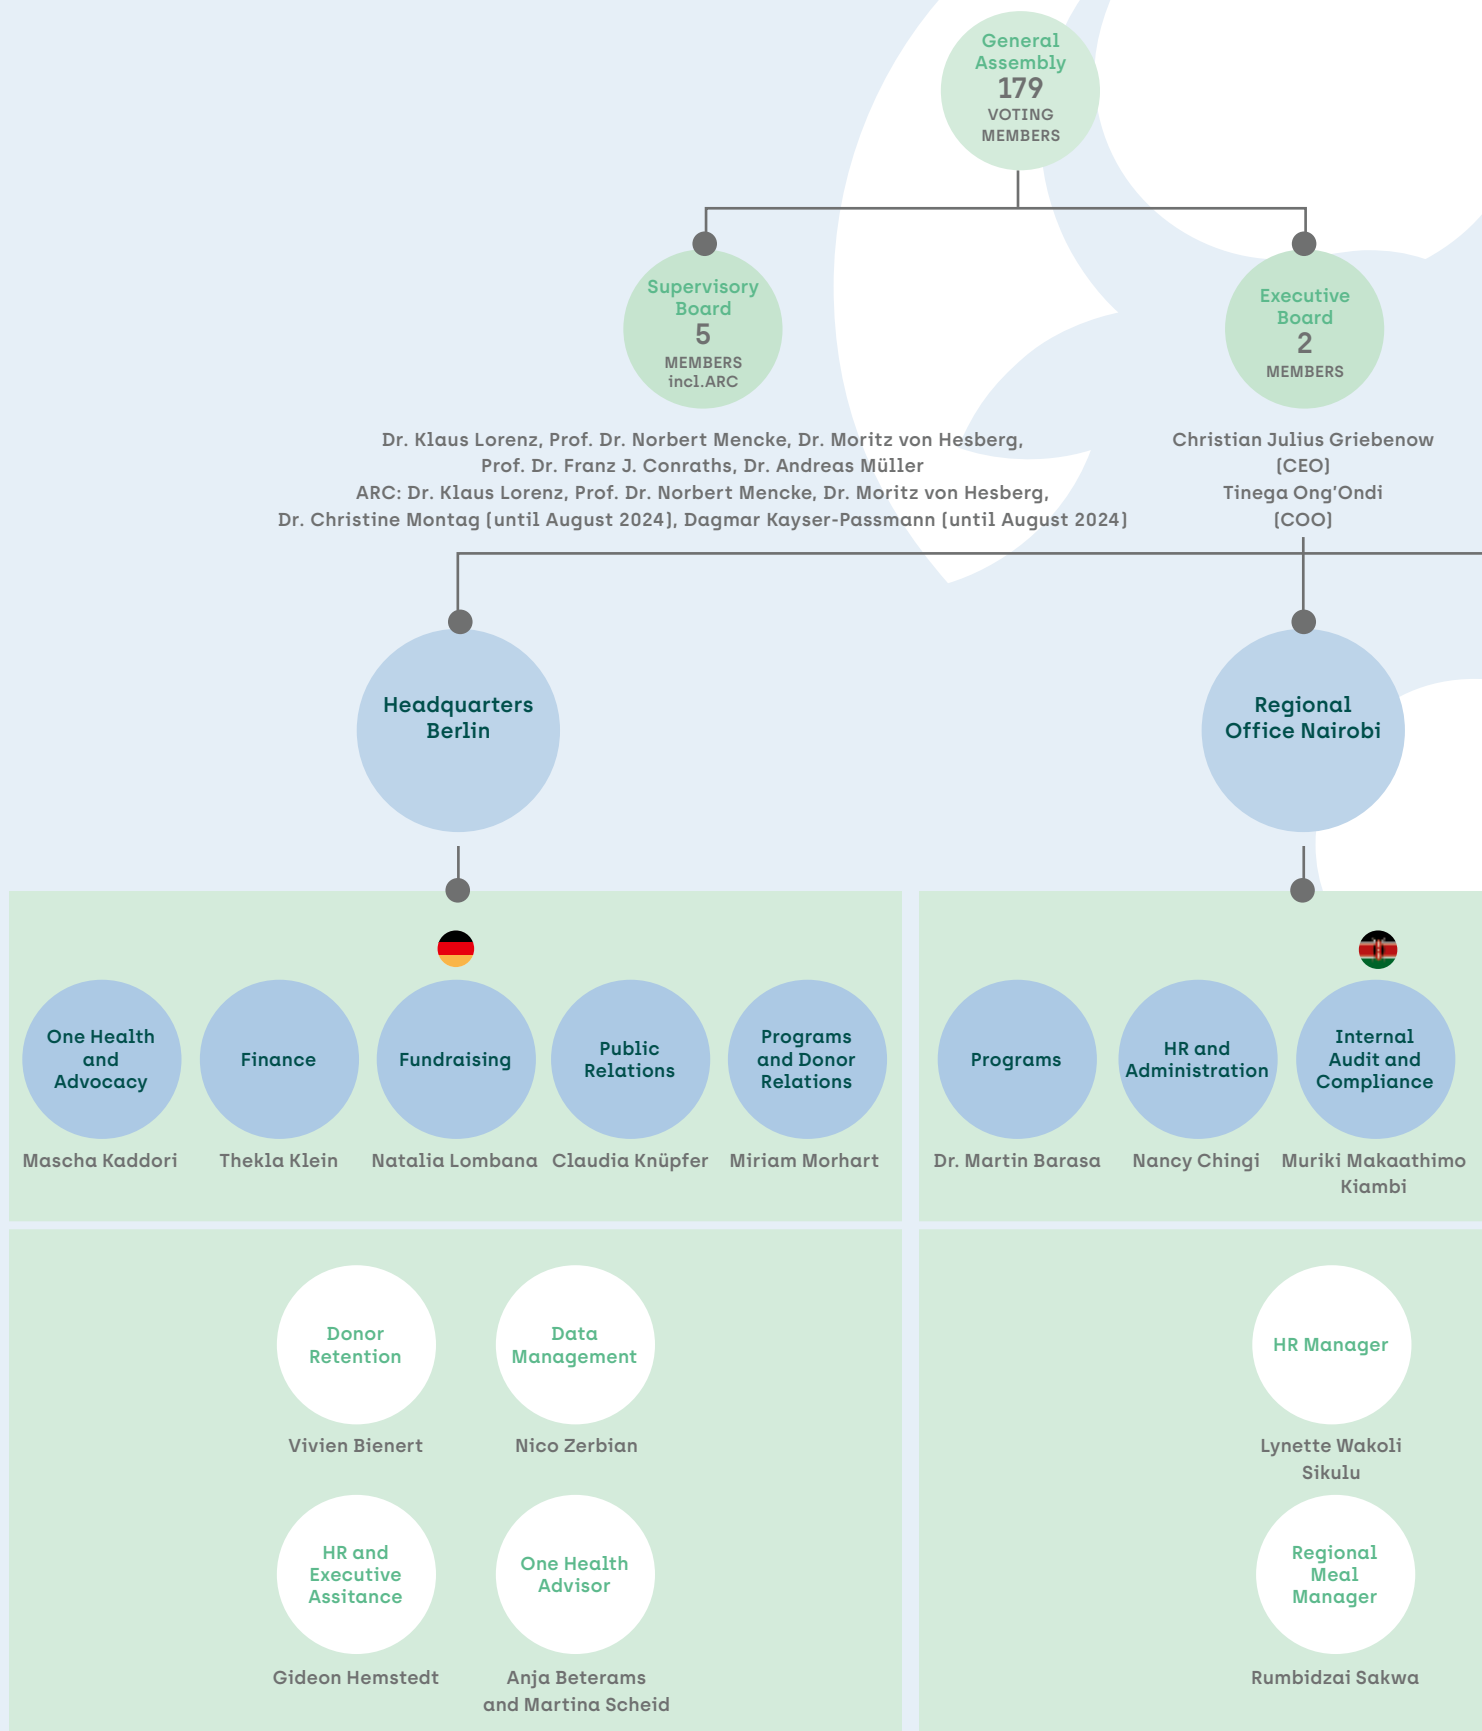 General
Assembly
179
VOTING
MEMBERS
Supervisory
Board
5
MEMBERS
incl.ARC
Executive
Board
2
MEMBERS
Dr. Klaus Lorenz, Prof. Dr. Norbert Mencke, Dr. Moritz von Hesberg,
Prof. Dr. Franz J. Conraths, Dr. Andreas Müller
ARC: Dr. Klaus Lorenz, Prof. Dr. Norbert Mencke, Dr. Moritz von Hesberg,
Dr. Christine Montag (until August 2024), Dagmar Kayser-Passmann (until August 2024)
Christian Julius Griebenow
(CEO)
Tinega Ong'Ondi
(COO)
Headquarters
Berlin
Regional
Office Nairobi
One Health
and
Advocacy
Finance
Fundraising
Public
Relations
Programs
and Donor
Relations
Programs
HR and
Administration
Internal
Audit and
Compliance
Mascha Kaddori
Thekla Klein
Natalia Lombana
Claudia Knüpfer
Miriam Morhart
Dr. Martin Barasa
Nancy Chingi
Muriki Makaathimo
Kiambi
Donor
Retention
Data
Management
HR Manager
Vivien Bienert
Nico Zerbian
Lynette Wakoli
Sikulu
HR and
Executive
Assitance
One Health
Advisor
Regional
Meal
Manager
Gideon Hemstedt
Anja Beterams
and Martina Scheid
Rumbidzai Sakwa